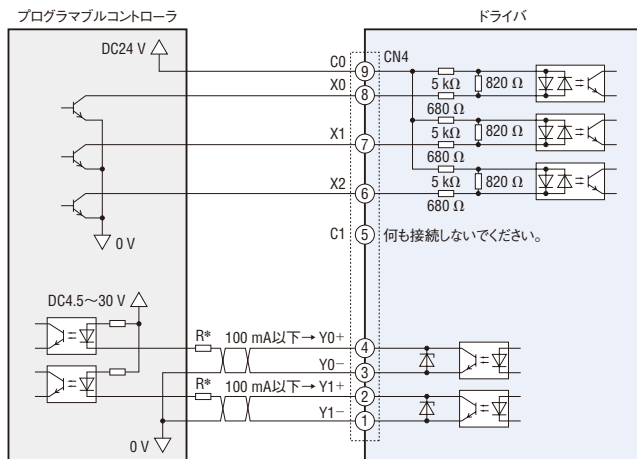 プログラマブルコントローラ
ドライバ
DC24 V
C0
9
CN4
X0
8
5 kΩ
820 Ω
680 Ω
X1
7
5 kΩ
820 Ω
680 Ω
X2
6
5 kΩ
820 Ω
680 Ω
0 V
C1
5
何も接続しないでください。
DC4.5~30 V
R*
100 mA以下→Y0+
4
Y0−
3
R*
100 mA以下→Y1+
2
Y1−
1
0 V